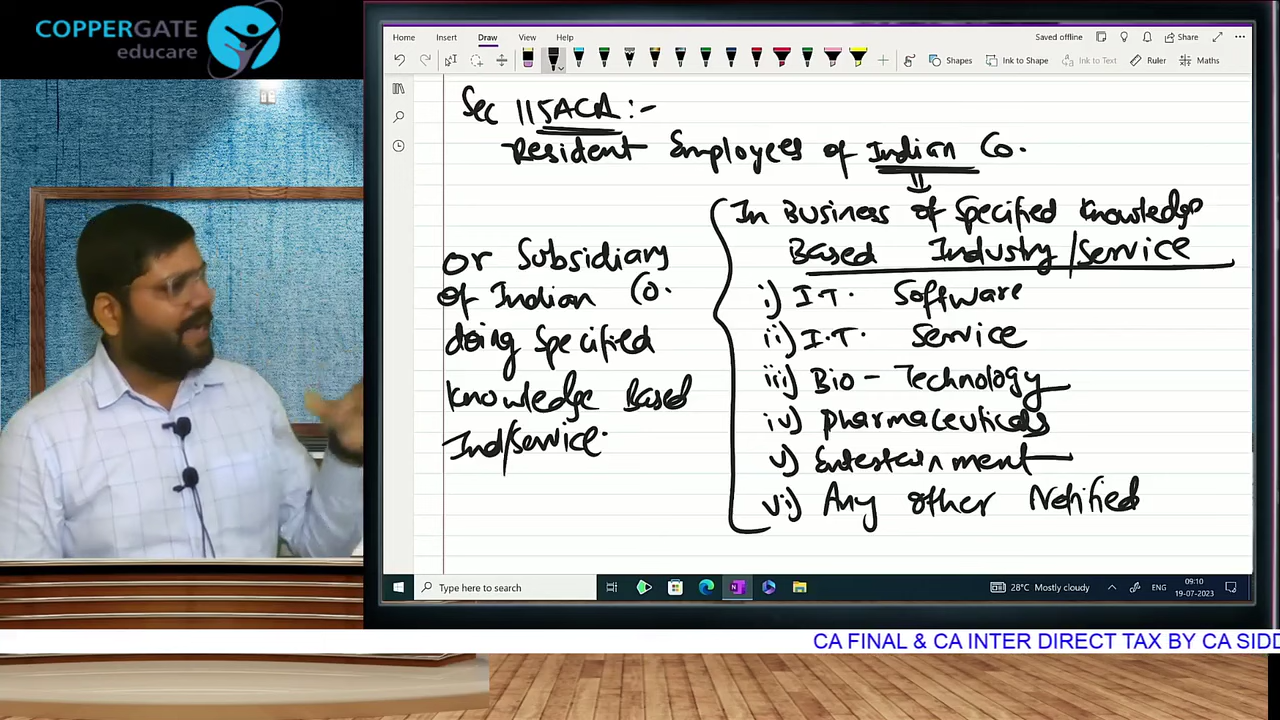 COPPERGATE
educare
Home Insert Draw View Help
Saved offline
Share
Shapes
Ink to Shape
Ink to Text
Ruler
Maths
Sec 115ACA :-
Resident Employees of Indian Co.
In Business of Specified Knowledge
Based Industry/Service
i) I.T. Software
ii) I.T. Service
iii) Bio - Technology
iv) Pharmaceuticals
v) Entertainment
vi) Any other Notified
or Subsidiary
of Indian Co.
doing Specified
Knowledge Based
Ind/Service.
Type here to search
28°C Mostly cloudy
ENG
09:10
19-07-2023
CA FINAL & CA INTER DIRECT TAX BY CA SIDD